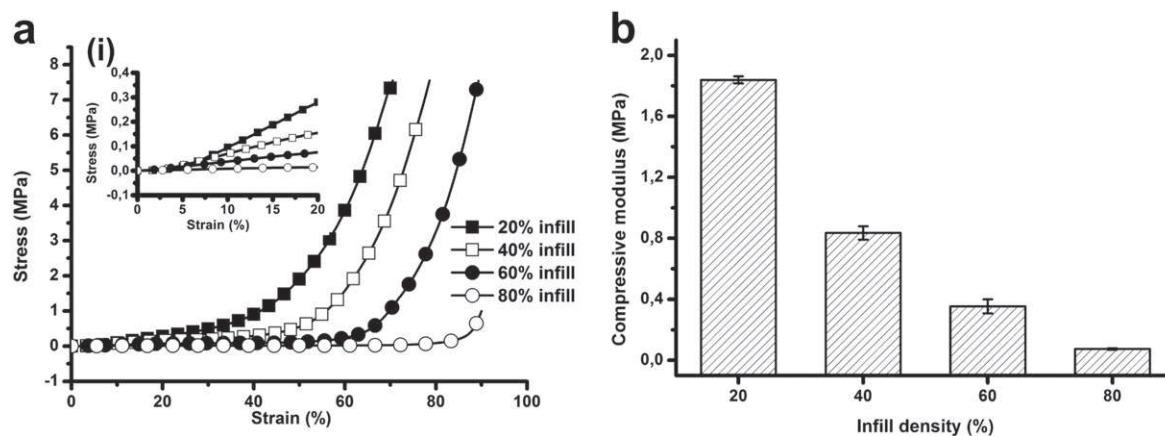 a
(i)
8
7
6
5
4
3
2
1
0
-1
Stress (MPa)
0,4
0,3
0,2
0,1
0,0
-0,1
Stress (MPa)
0 5 10 15 20
Strain (%)
20% infill
40% infill
60% infill
80% infill
0 20 40 60 80 100
Strain (%)
b
2,0
1,6
1,2
0,8
0,4
0,0
Compressive modulus (MPa)
20 40 60 80
Infill density (%)